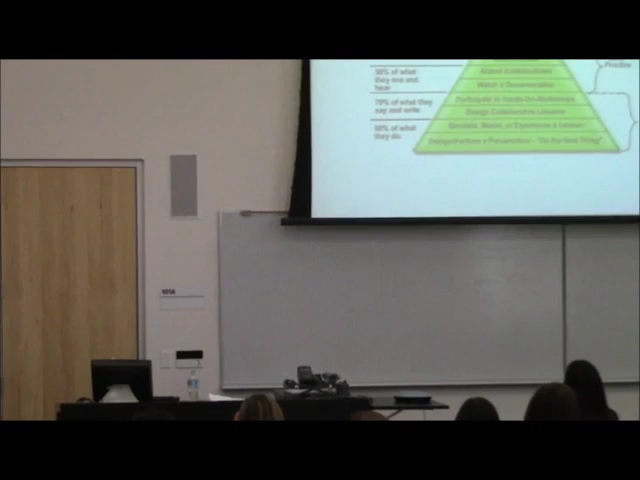 Attend Exhibits/Sites
Practice
50% of what
they see and
hear
Watch a Demonstration
70% of what they
say and write
Participate in Hands-On-Workshops
Design Collaborative Lessons
90% of what
they do.
Simulate, Model, or Experience a Lesson
Design/Perform a Presentation - "Do the Real Thing"
101A